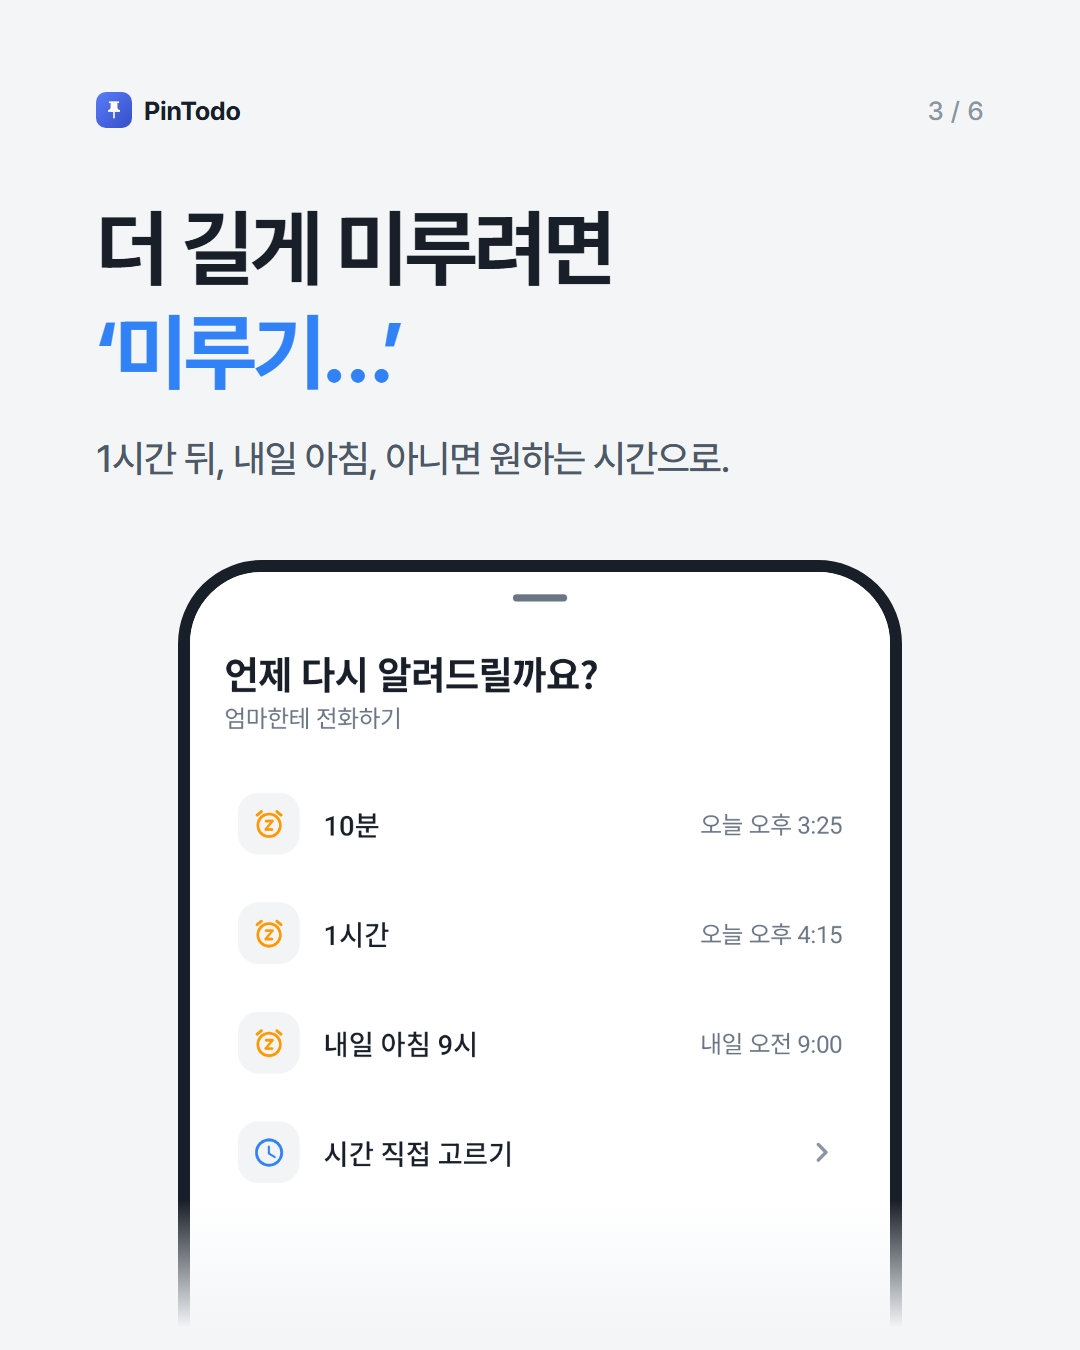 PinTodo
3 / 6
더 길게 미루려면
‘미루기…’
1시간 뒤, 내일 아침, 아니면 원하는 시간으로.
언제 다시 알려드릴까요?
엄마한테 전화하기
10분 오늘 오후 3:25
1시간 오늘 오후 4:15
내일 아침 9시 내일 오전 9:00
시간 직접 고르기